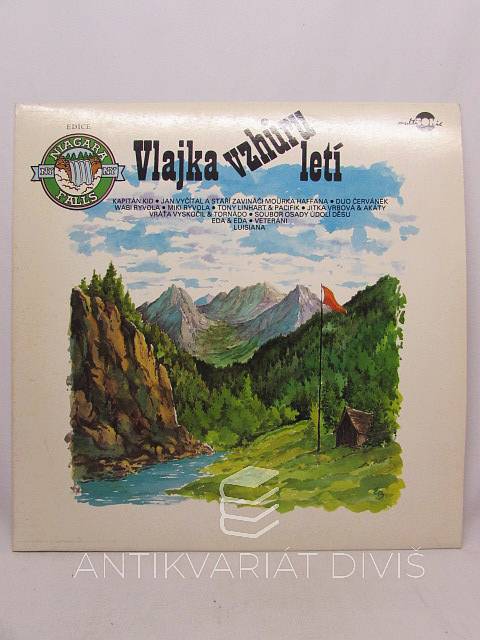 EDICE
NIAGARA
FALLS
multisonic
Vlajka vzhůru letí
KAPITÁN KID • JAN VYČÍTAL A STAŘÍ ZAVINÁČI MOURKA HAFFANA • DUO ČERVÁNEK
WABI RYVOLA • MIKI RYVOLA • TONY LINHART & PACIFIK • JITKA VRBOVÁ & AKÁTY
VRÁŤA VYSKOČIL & TORNÁDO • SOUBOR OSADY ÚDOLÍ DĚSU
EDA & EDA • VETERÁNI
LUISIANA
ANTIKVARIÁT DIVIŠ